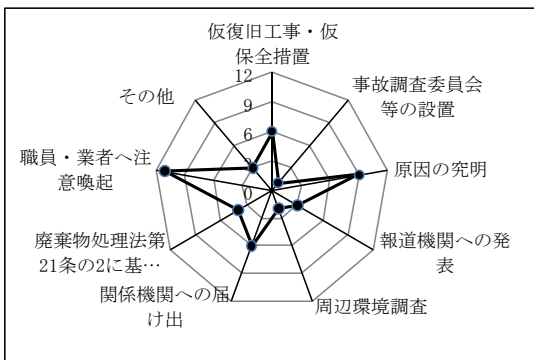 仮復旧工事・仮
保全措置
12
9
6
3
0
事故調査委員会
等の設置
原因の究明
報道機関への発
表
周辺環境調査
関係機関への届
け出
廃棄物処理法第
21条の2に基…
職員・業者へ注
意喚起
その他